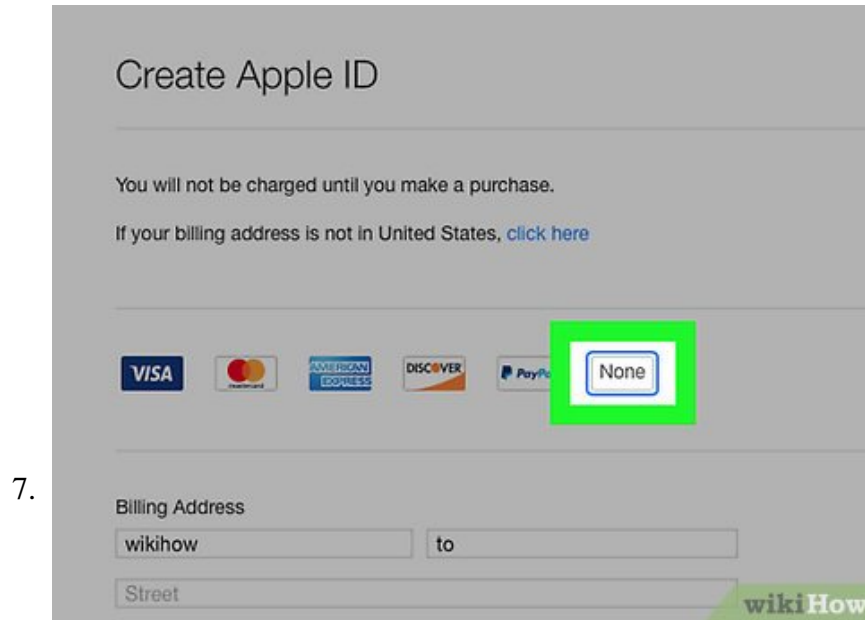 Create Apple ID
You will not be charged until you make a purchase.
If your billing address is not in United States, click here
VISA mastercard AMERICAN EXPRESS DISCOVER PayPal None
7.
Billing Address
wikihow to
Street
wikiHow